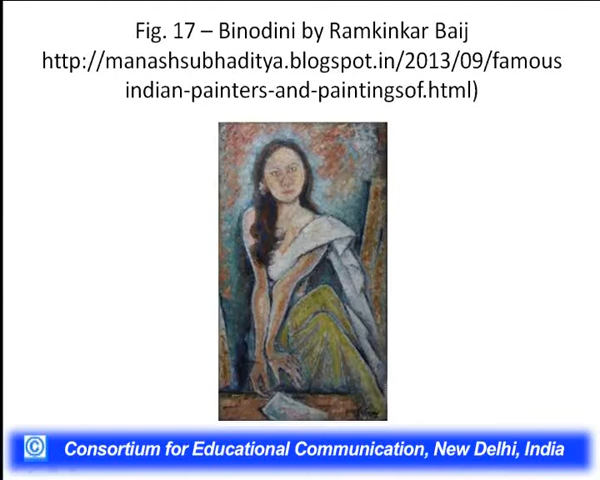 Fig. 17 – Binodini by Ramkinkar Baij
http://manashsubhaditya.blogspot.in/2013/09/famous
indian-painters-and-paintingsof.html)
© Consortium for Educational Communication, New Delhi, India